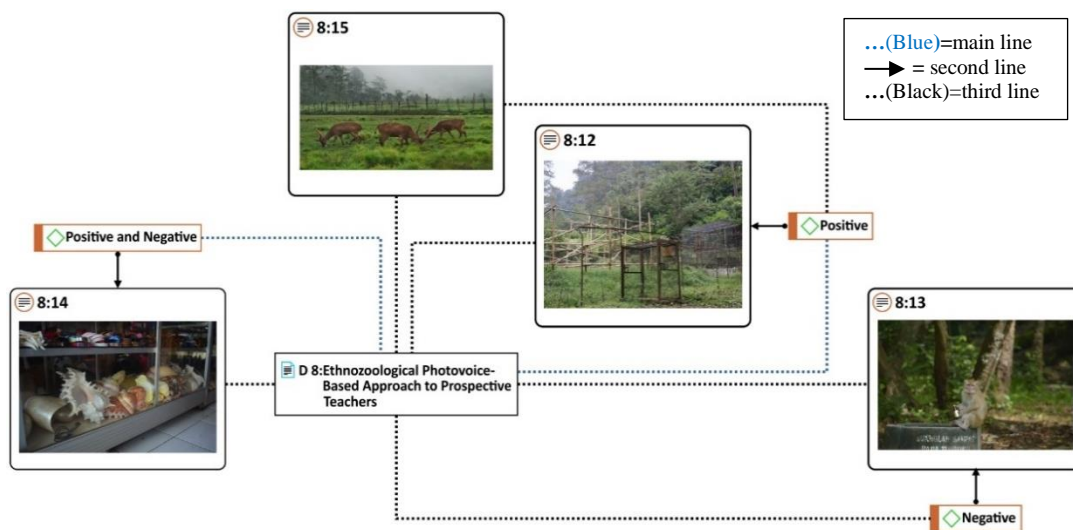 8:15
...(Blue)=main line
= second line
...(Black)=third line
8:12
Positive and Negative
Positive
8:14
8:13
D 8:Ethnozoological Photovoice-
Based Approach to Prospective
Teachers
Negative